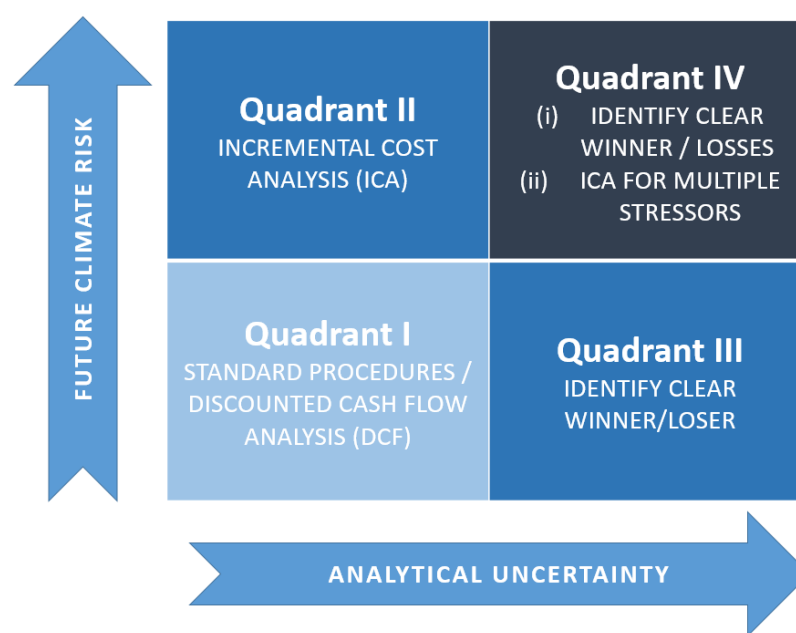 FUTURE CLIMATE RISK
Quadrant II
INCREMENTAL COST
ANALYSIS (ICA)
Quadrant IV
(i) IDENTIFY CLEAR
WINNER / LOSSES
(ii) ICA FOR MULTIPLE
STRESSORS
Quadrant I
STANDARD PROCEDURES /
DISCOUNTED CASH FLOW
ANALYSIS (DCF)
Quadrant III
IDENTIFY CLEAR
WINNER/LOSER
ANALYTICAL UNCERTAINTY